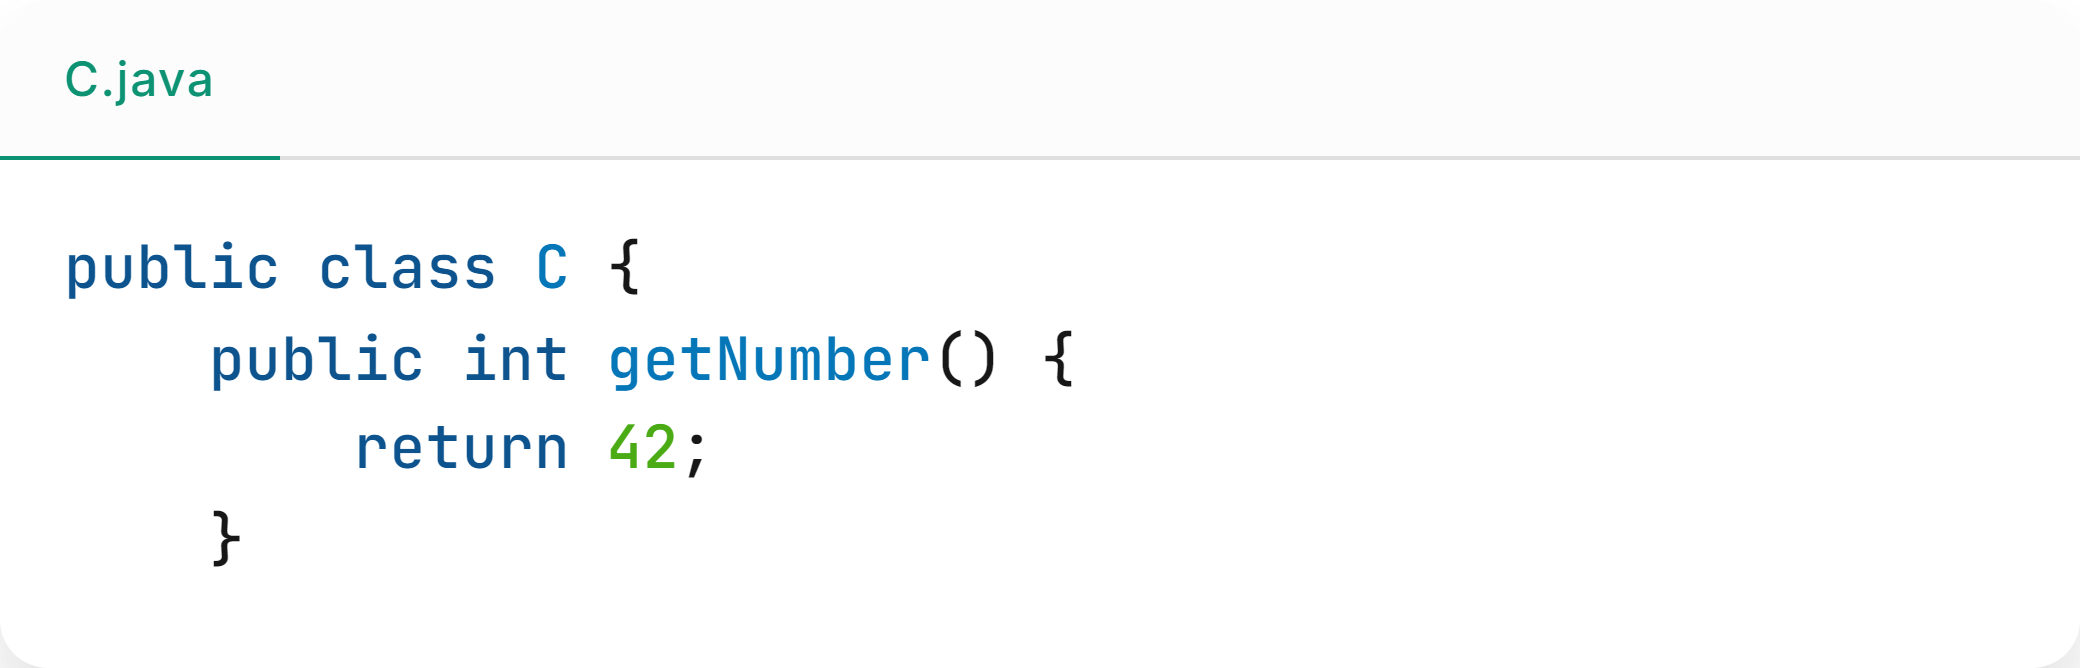 C.java
public class C {
    public int getNumber() {
        return 42;
    }